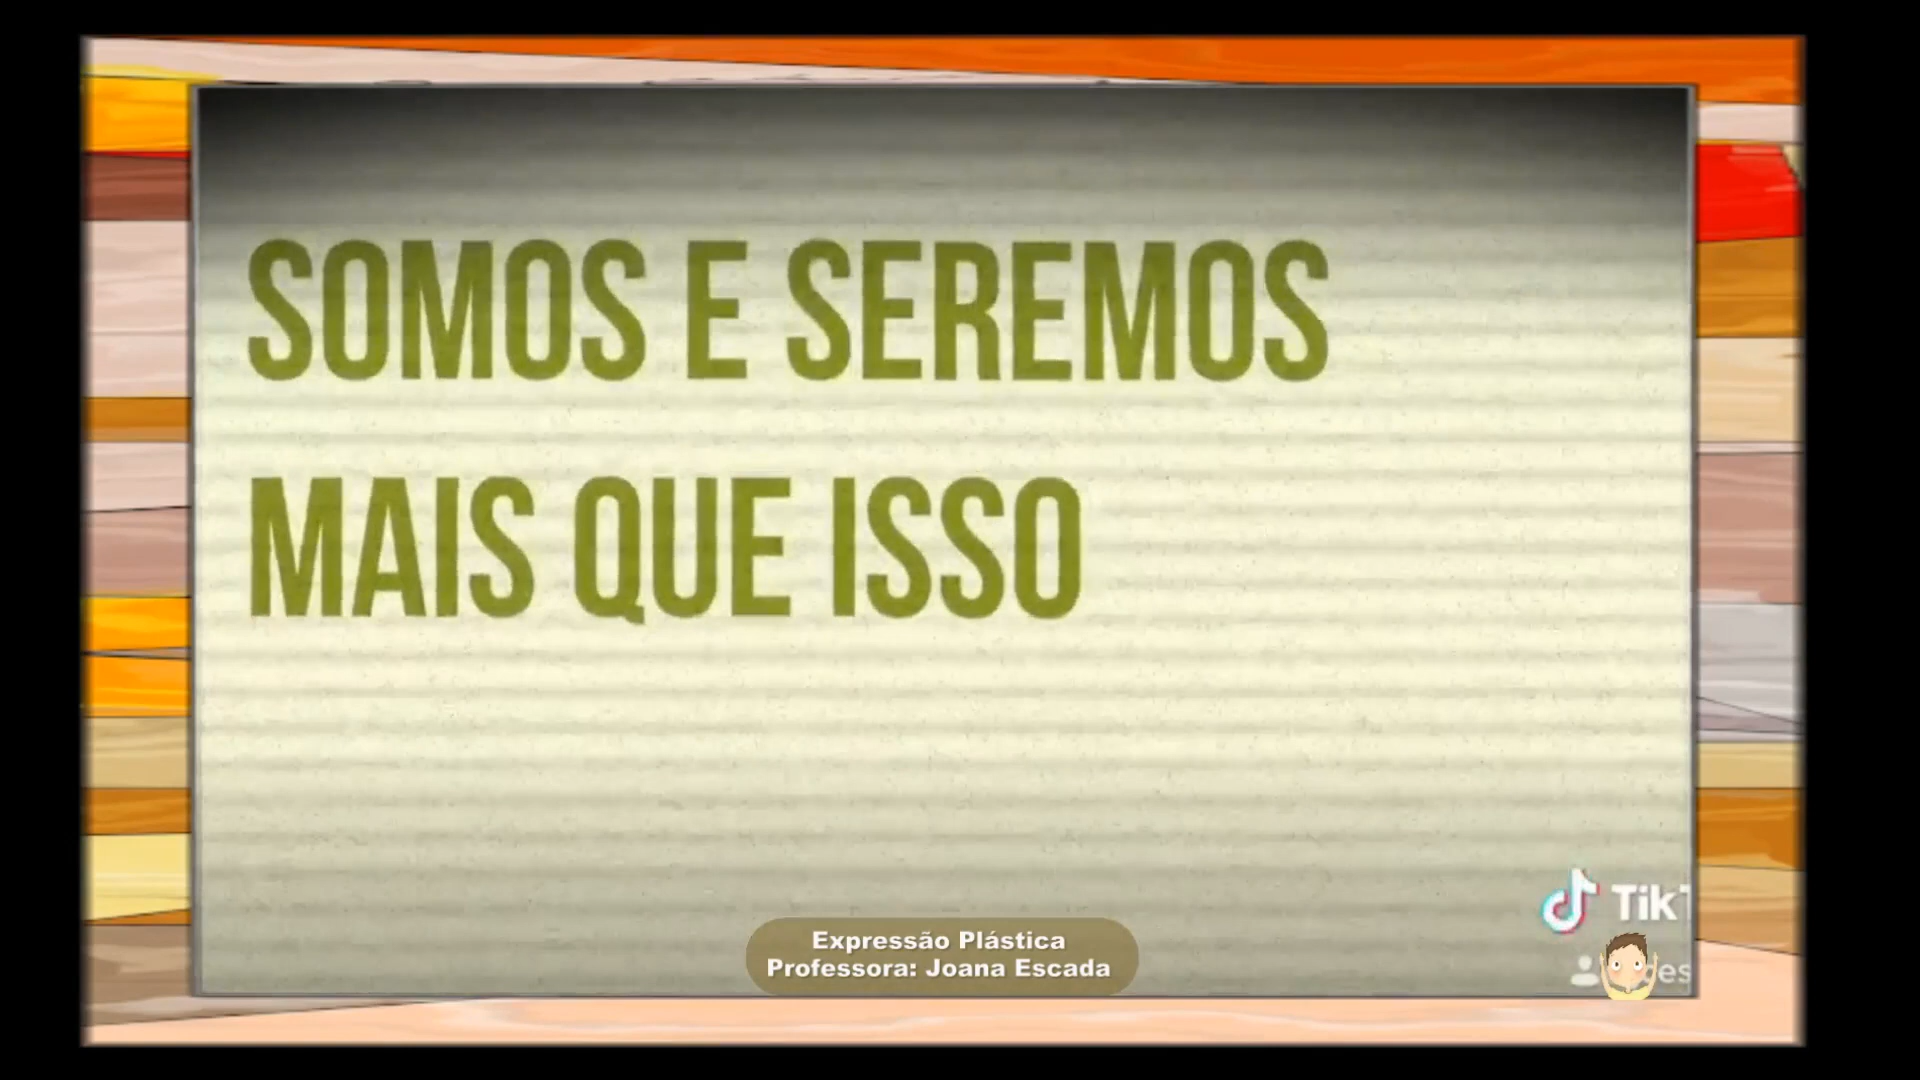 SOMOS E SEREMOS
MAIS QUE ISSO
Expressão Plástica
Professora: Joana Escada